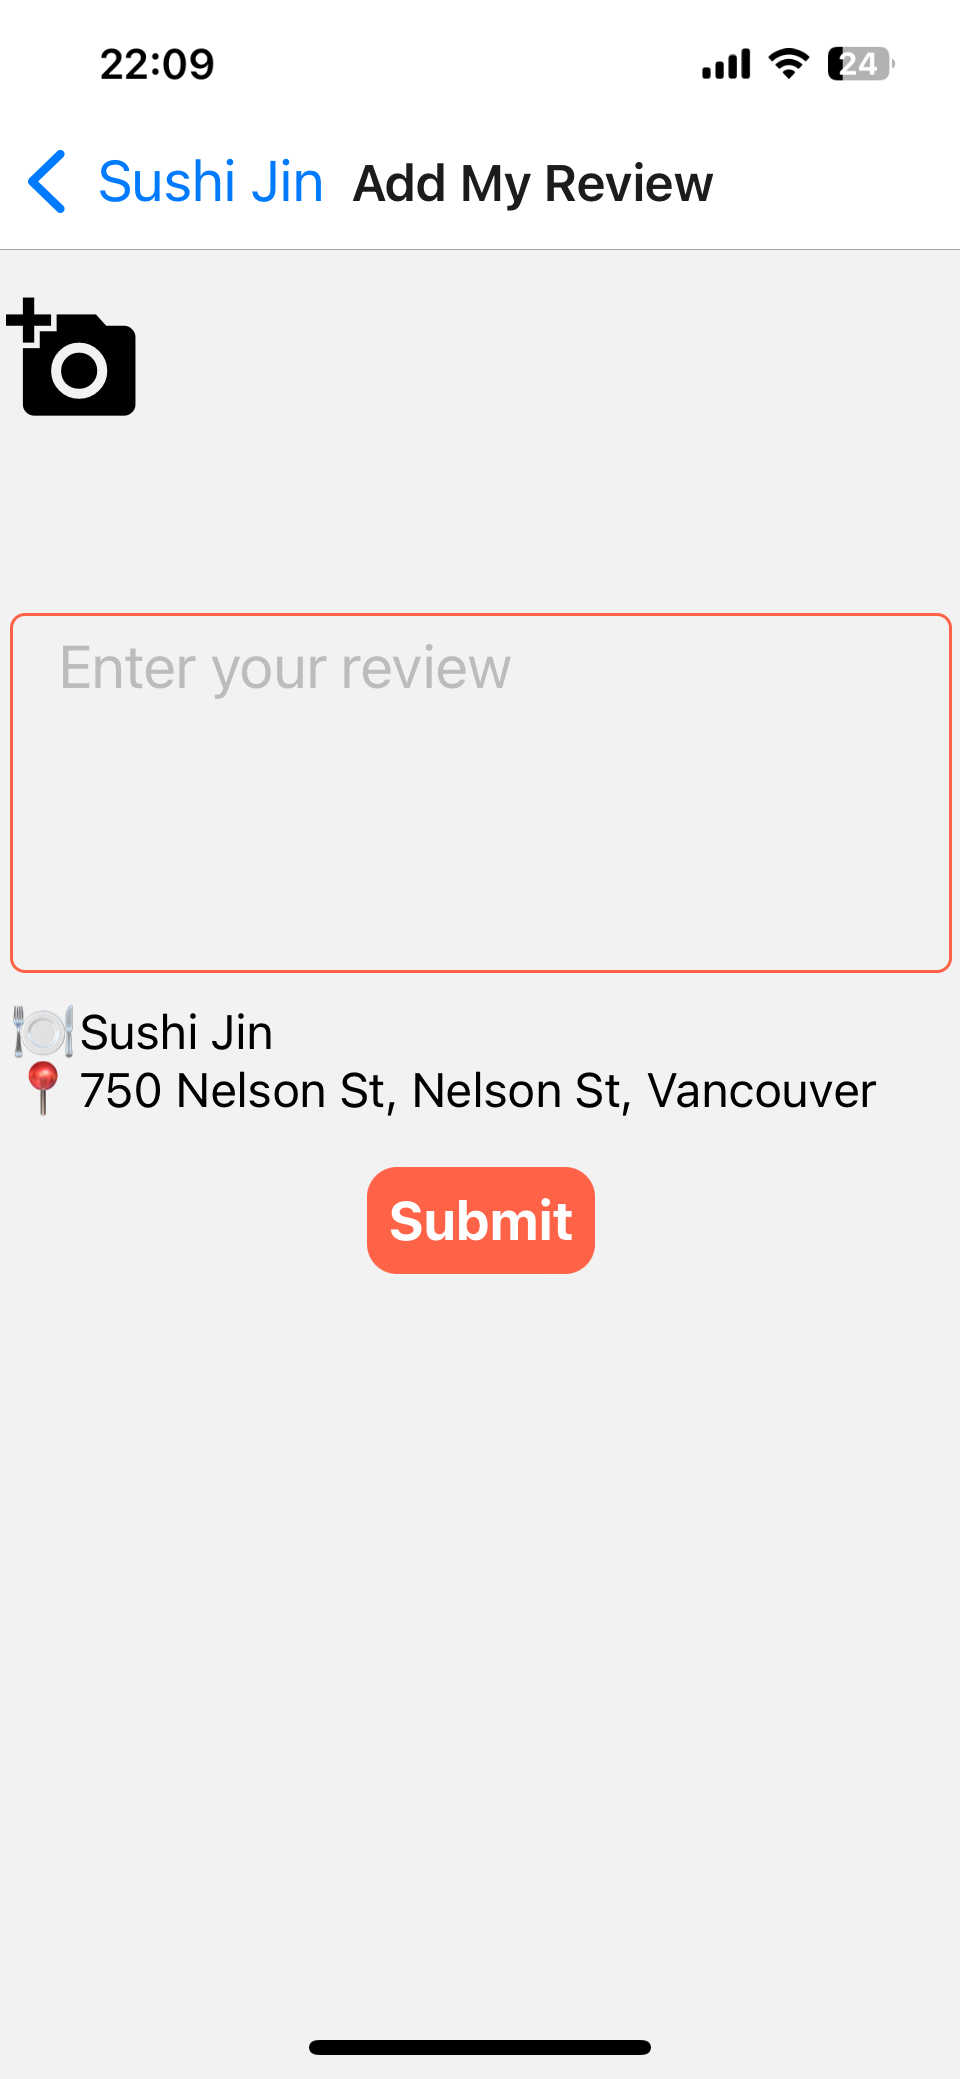 22:09
24
Sushi Jin Add My Review
Enter your review
Sushi Jin
750 Nelson St, Nelson St, Vancouver
Submit